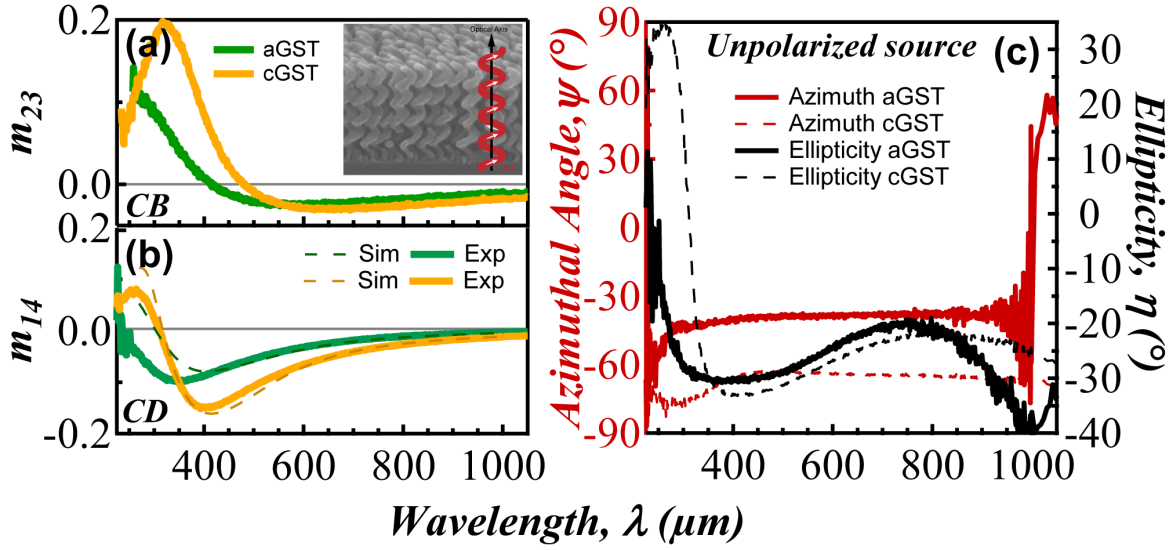 0.2
(a)
aGST
cGST
Optical Axis
m23
0.0
CB
0.2
0.2
(b)
Sim
Exp
Sim
Exp
m14
0.0
CD
-0.2
400
600
800
1000
90
Unpolarized source
(c)
30
60
20
Azimuth aGST
Azimuth cGST
Ellipticity aGST
Ellipticity cGST
30
10
0
0
-10
-30
-20
-60
-30
-90
-40
Azimuthal Angle, ψ (°)
Ellipticity, η (°)
400
600
800
1000
Wavelength, λ (μm)